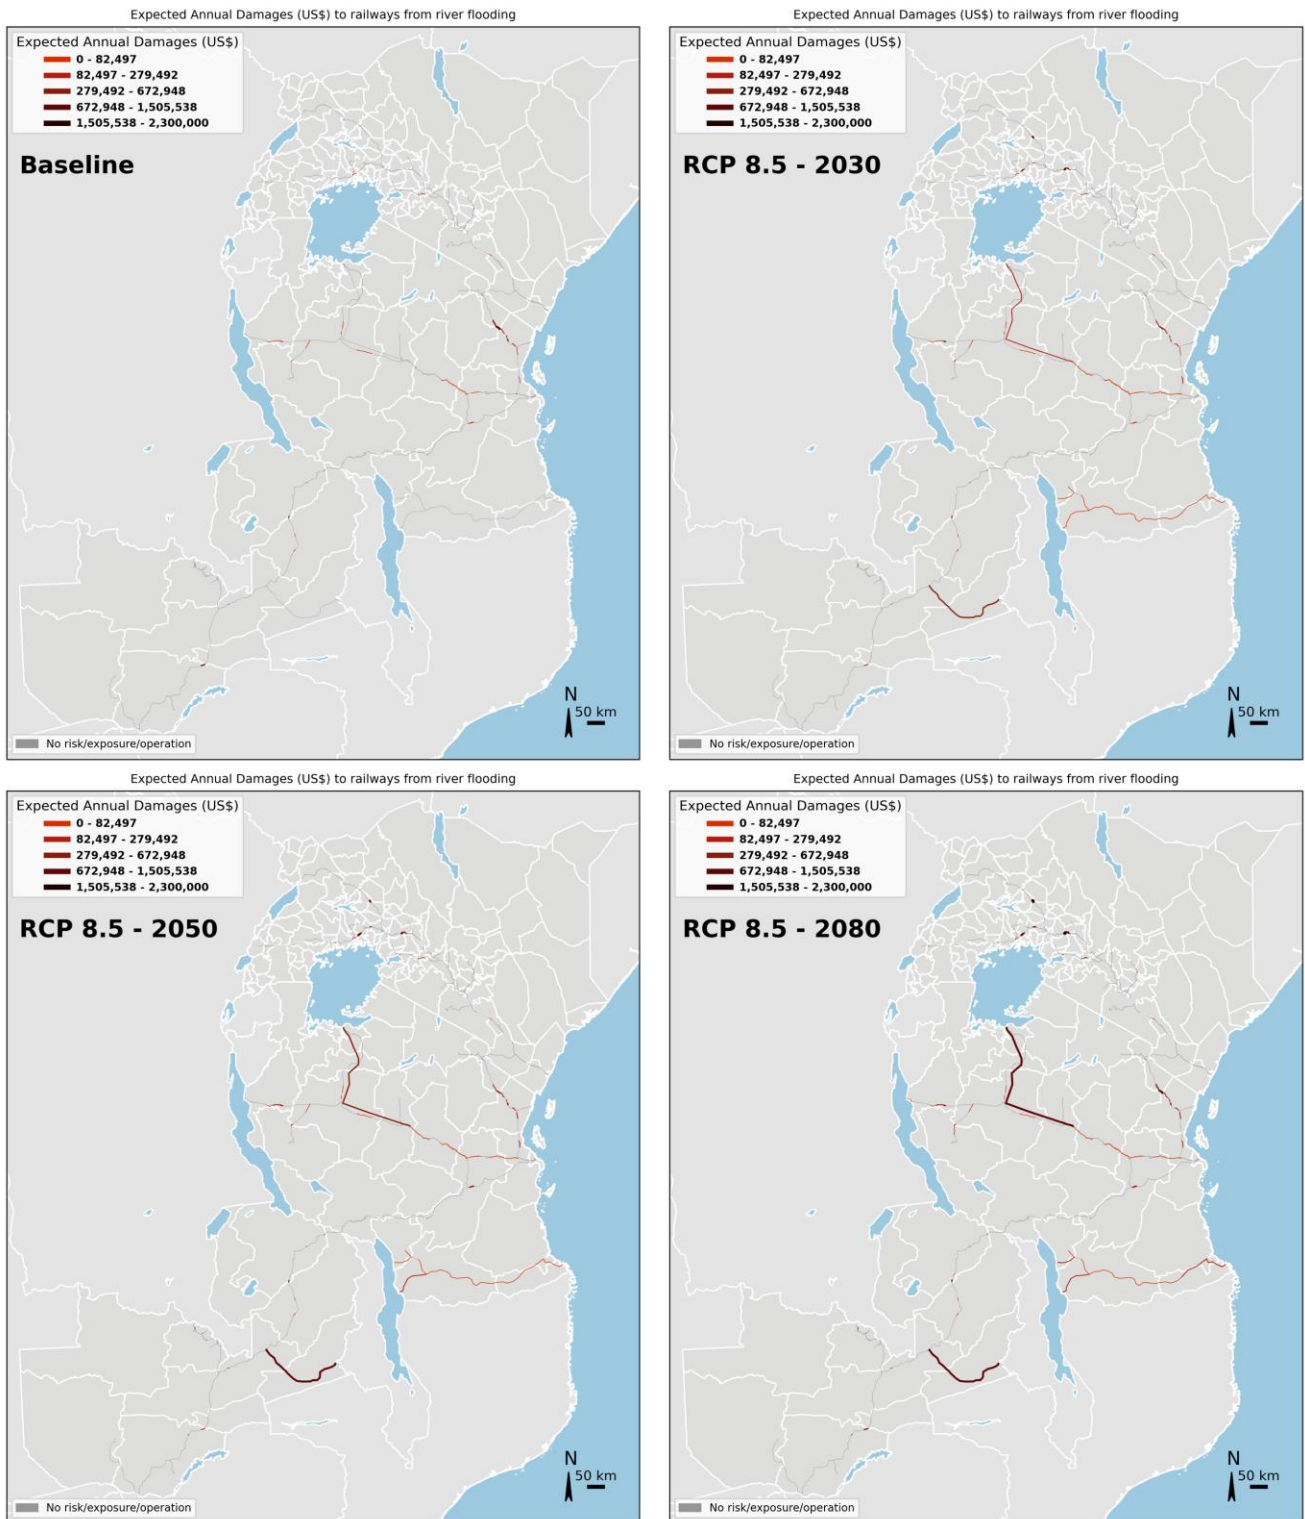 Expected Annual Damages (US$) to railways from river flooding
Expected Annual Damages (US$)
0 - 82,497
82,497 - 279,492
279,492 - 672,948
672,948 - 1,505,538
1,505,538 - 2,300,000
Baseline
N
50 km
No risk/exposure/operation
Expected Annual Damages (US$) to railways from river flooding
Expected Annual Damages (US$)
0 - 82,497
82,497 - 279,492
279,492 - 672,948
672,948 - 1,505,538
1,505,538 - 2,300,000
RCP 8.5 - 2030
N
50 km
No risk/exposure/operation
Expected Annual Damages (US$) to railways from river flooding
Expected Annual Damages (US$)
0 - 82,497
82,497 - 279,492
279,492 - 672,948
672,948 - 1,505,538
1,505,538 - 2,300,000
RCP 8.5 - 2050
N
50 km
No risk/exposure/operation
Expected Annual Damages (US$) to railways from river flooding
Expected Annual Damages (US$)
0 - 82,497
82,497 - 279,492
279,492 - 672,948
672,948 - 1,505,538
1,505,538 - 2,300,000
RCP 8.5 - 2080
N
50 km
No risk/exposure/operation